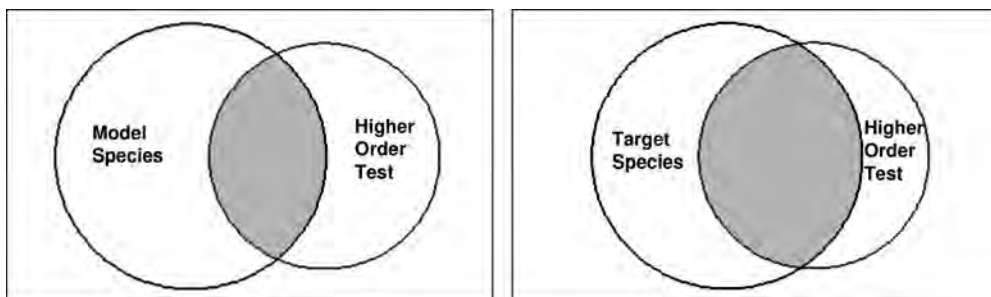 Model
Species
Higher
Order
Test
Target
Species
Higher
Order
Test